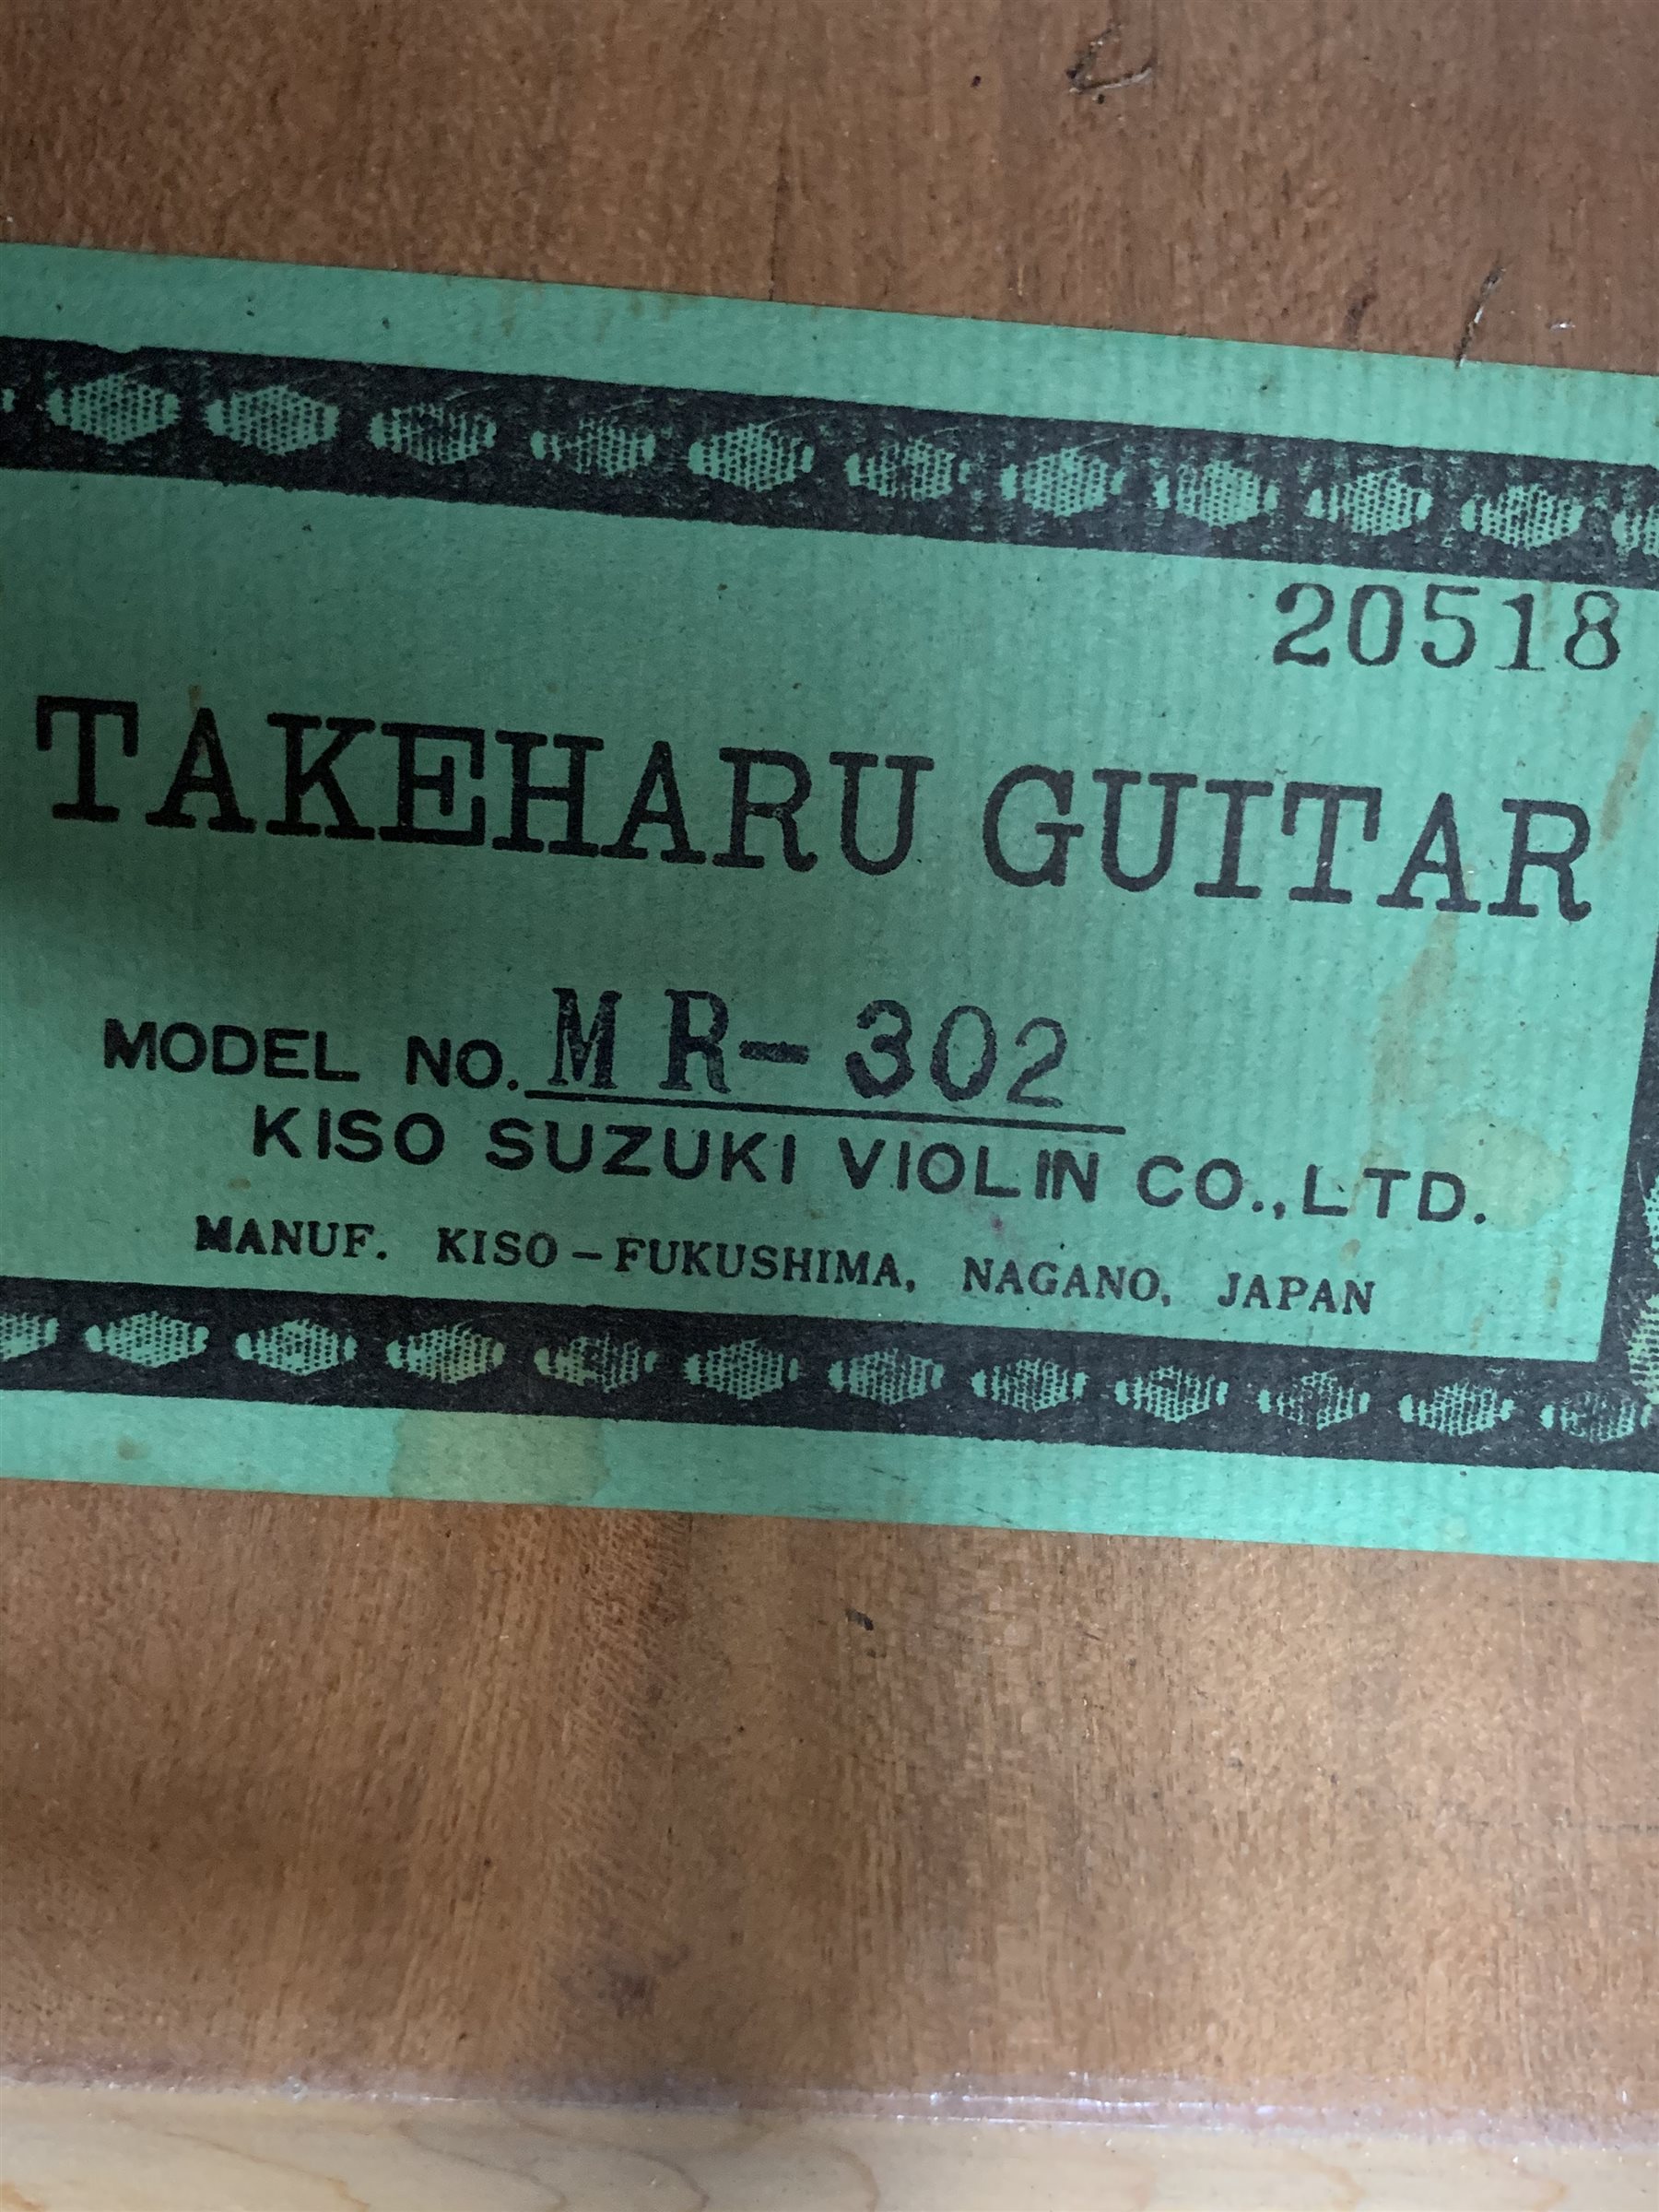 20518
TAKEHARU GUITAR
MODEL NO. MR-302
KISO SUZUKI VIOLIN CO., LTD.
MANUF. KISO-FUKUSHIMA, NAGANO, JAPAN